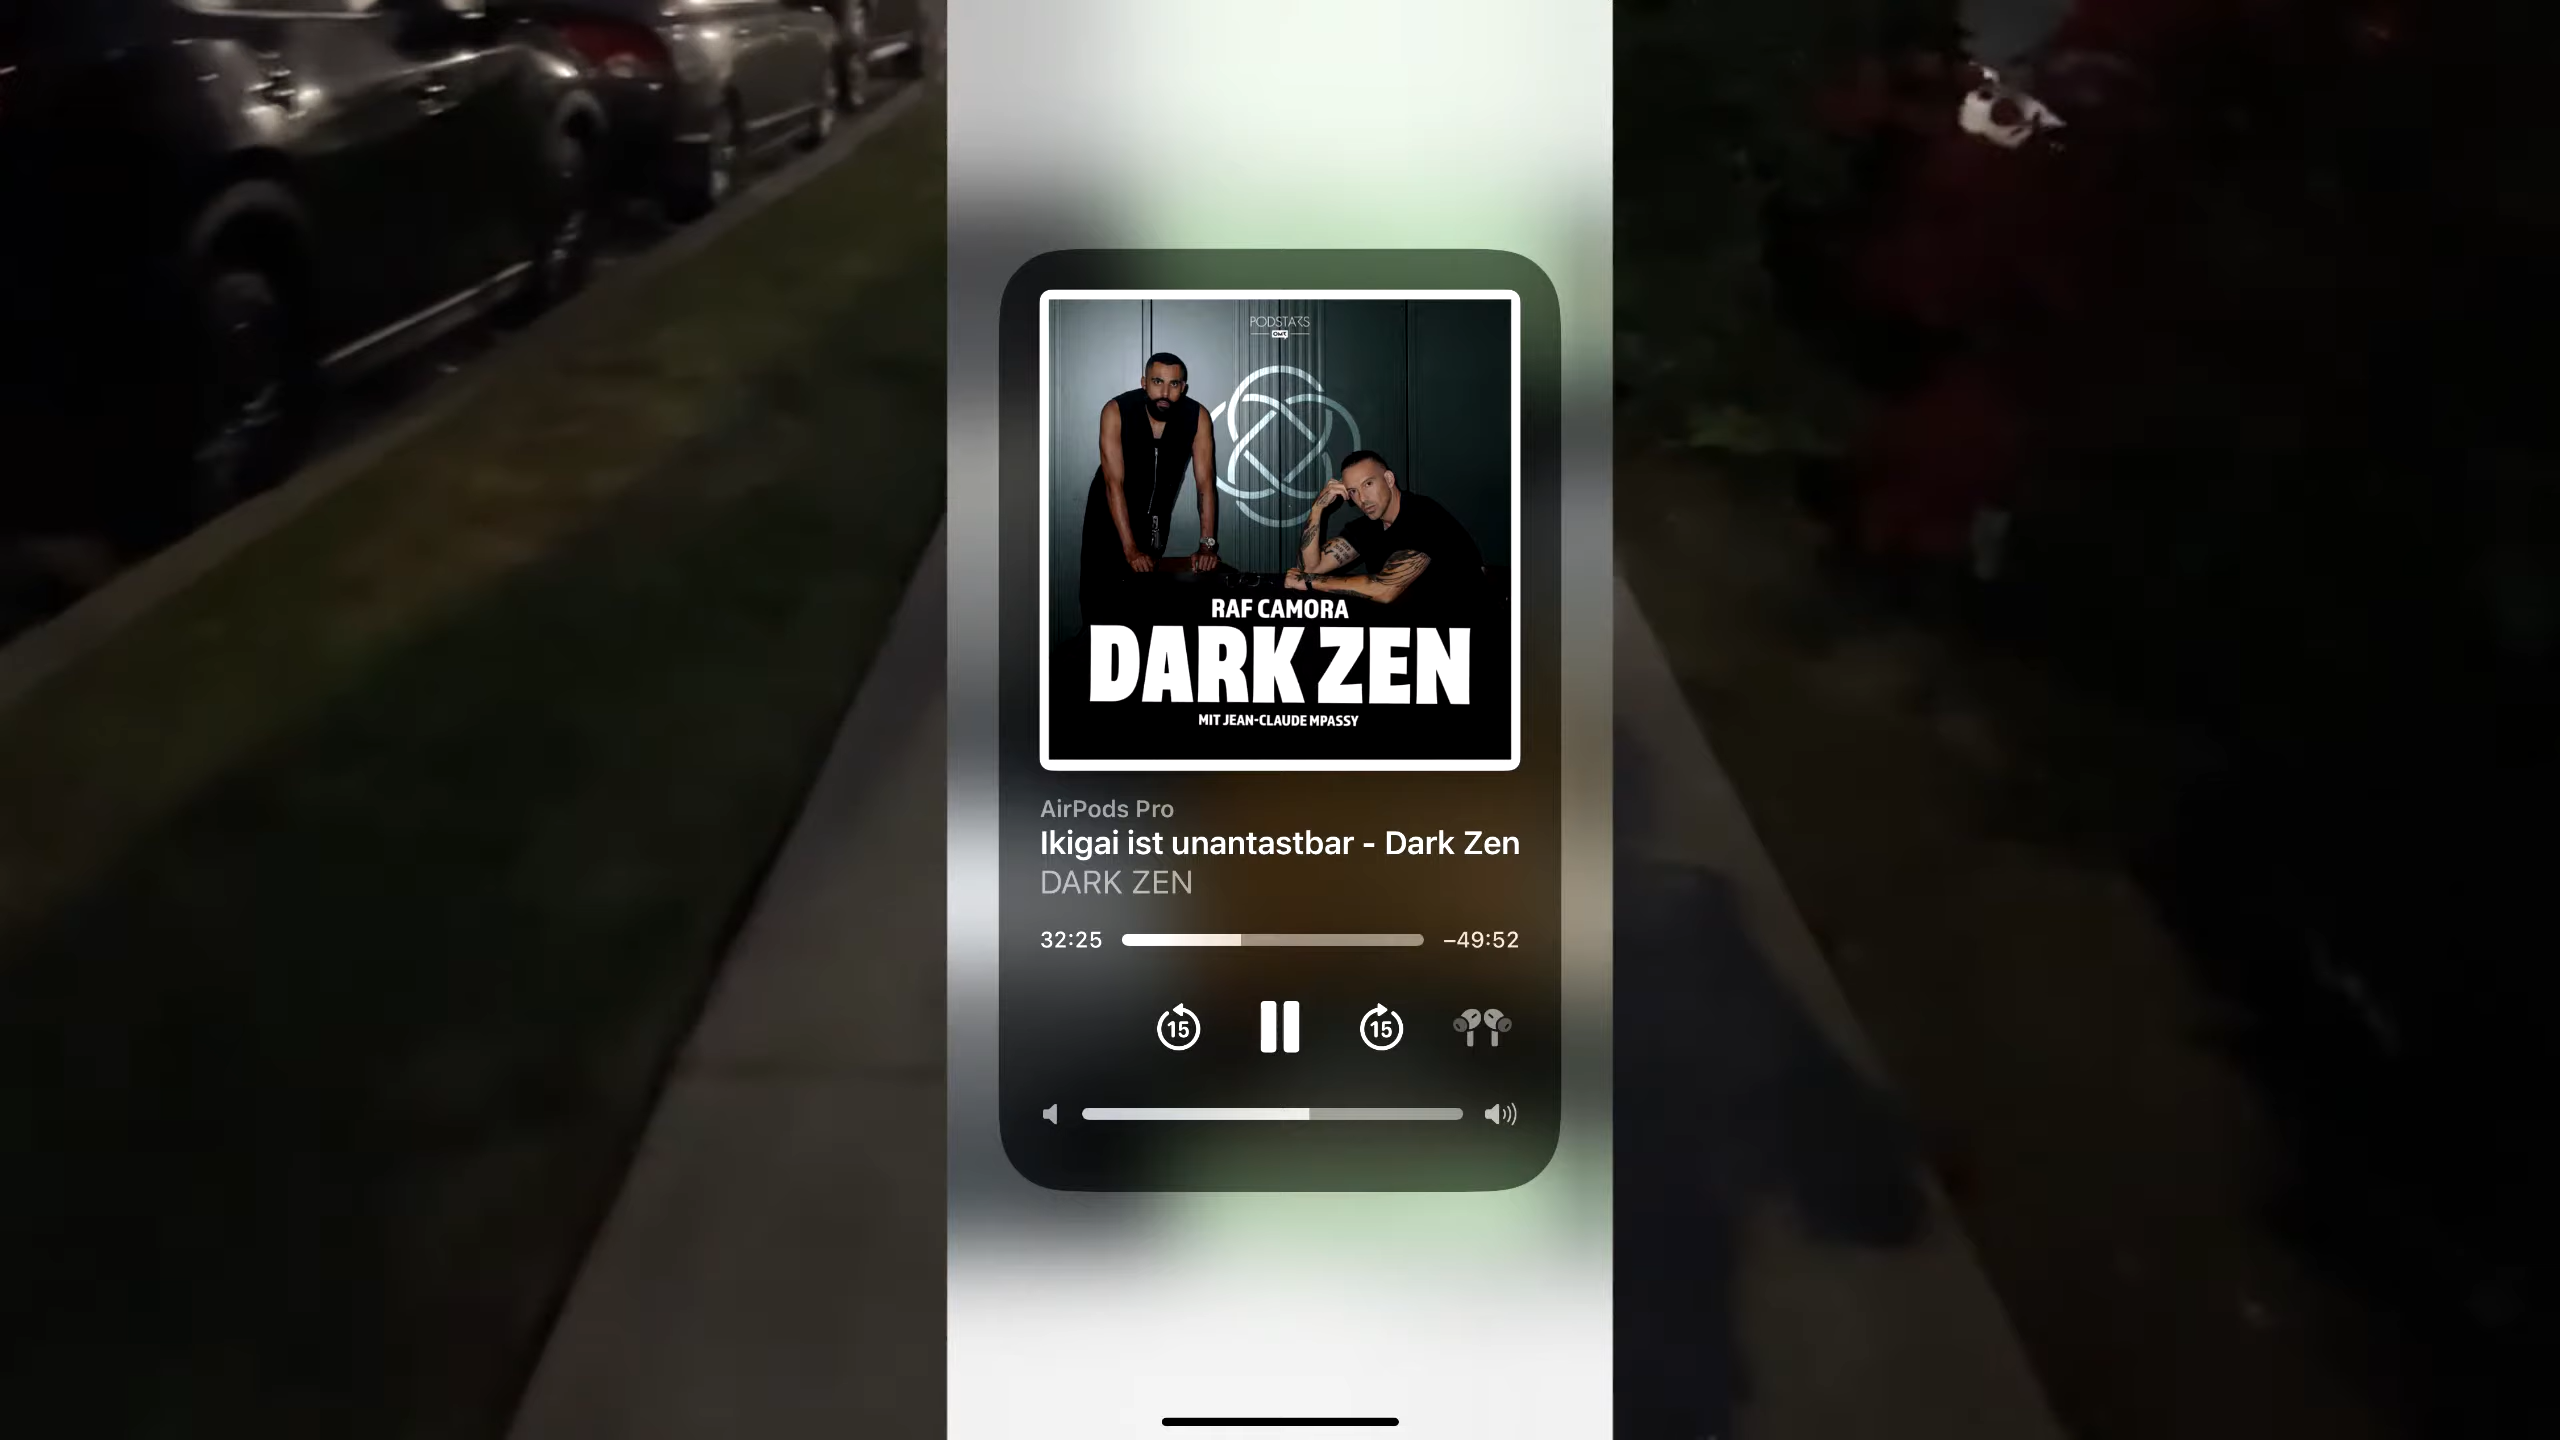 PODSTARS
OMR
RAF CAMORA
DARK ZEN
MIT JEAN-CLAUDE MPASSY
AirPods Pro
Ikigai ist unantastbar - Dark Zen
DARK ZEN
32:25
–49:52
15
15